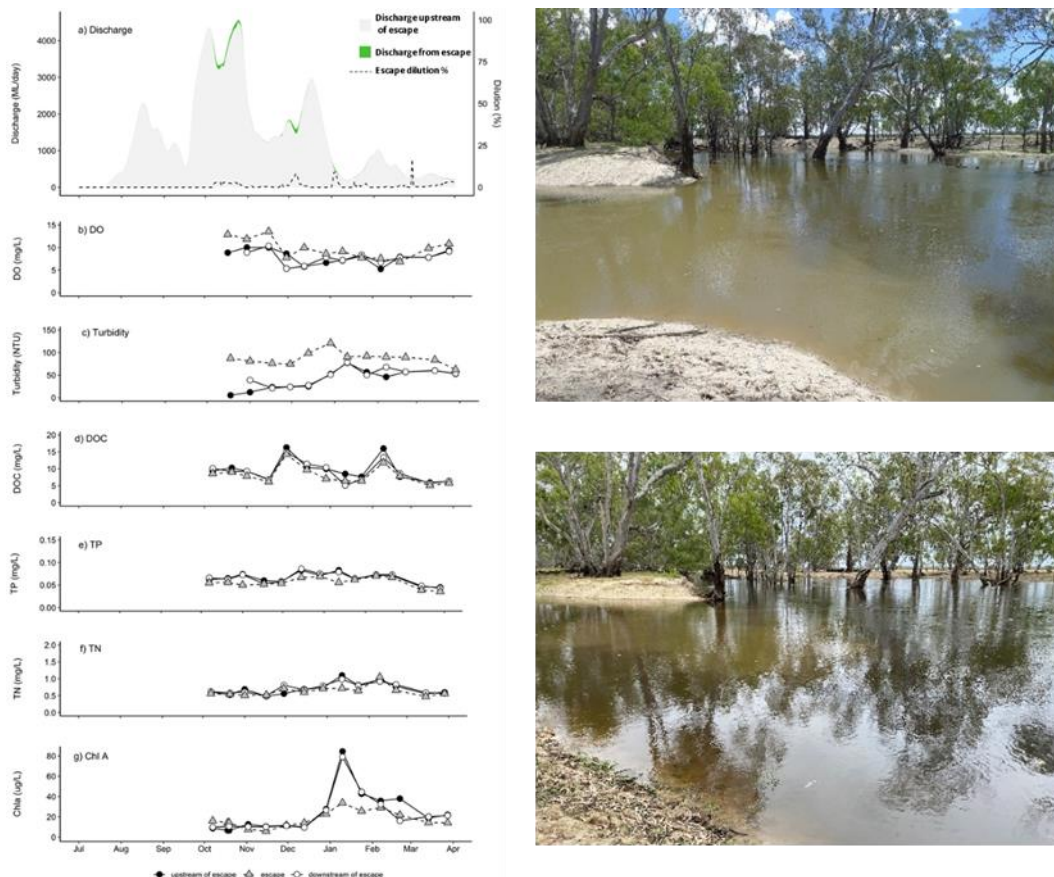 a) Discharge
Discharge upstream
of escape
Discharge from escape
Escape dilution %
Discharge (ML/day)
4000
3000
2000
1000
0
Dilution (%)
100
75
50
25
0
b) DO
DO (mg/L)
15
10
5
0
c) Turbidity
Turbidity (NTU)
150
100
50
0
d) DOC
DOC (mg/L)
20
15
10
5
0
e) TP
TP (mg/L)
0.15
0.10
0.05
0.00
f) TN
TN (mg/L)
2.0
1.5
1.0
0.5
0.0
g) Chl A
Chla (ug/L)
80
60
40
20
0
Jul Aug Sep Oct Nov Dec Jan Feb Mar Apr
upstream of escape escape downstream of escape